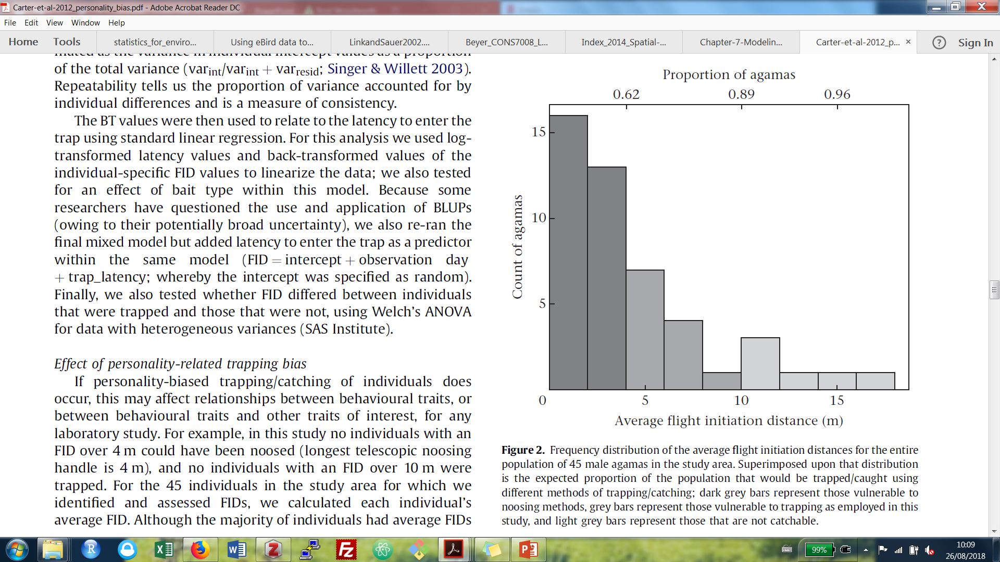 Carter-et-al-2012_personality_bias.pdf - Adobe Acrobat Reader DC
File Edit View Window Help
Home Tools statistics_for_enviro... Using eBird data to... LinkandSauer2002.... Beyer_CONS7008_L... Index_2014_Spatial-... Chapter-7-Modelin... Carter-et-al-2012_p... × ? Sign In
mated as the variance in individual intercept values as a proportion
of the total variance (varint/varint + varresid; Singer & Willett 2003).
Repeatability tells us the proportion of variance accounted for by
individual differences and is a measure of consistency.
The BT values were then used to relate to the latency to enter the
trap using standard linear regression. For this analysis we used log-
transformed latency values and back-transformed values of the
individual-specific FID values to linearize the data; we also tested
for an effect of bait type within this model. Because some
researchers have questioned the use and application of BLUPs
(owing to their potentially broad uncertainty), we also re-ran the
final mixed model but added latency to enter the trap as a predictor
within the same model (FID = intercept + observation day
+ trap_latency; whereby the intercept was specified as random).
Finally, we also tested whether FID differed between individuals
that were trapped and those that were not, using Welch's ANOVA
for data with heterogeneous variances (SAS Institute).
Effect of personality-related trapping bias
If personality-biased trapping/catching of individuals does
occur, this may affect relationships between behavioural traits, or
between behavioural traits and other traits of interest, for any
laboratory study. For example, in this study no individuals with an
FID over 4 m could have been noosed (longest telescopic noosing
handle is 4 m), and no individuals with an FID over 10 m were
trapped. For the 45 individuals in the study area for which we
identified and assessed FIDs, we calculated each individual's
average FID. Although the majority of individuals had average FIDs
Proportion of agamas
0.62 0.89 0.96
15
10
5
Count of agamas
0 5 10 15
Average flight initiation distance (m)
Figure 2. Frequency distribution of the average flight initiation distances for the entire
population of 45 male agamas in the study area. Superimposed upon that distribution
is the expected proportion of the population that would be trapped/caught using
different methods of trapping/catching; dark grey bars represent those vulnerable to
noosing methods, grey bars represent those vulnerable to trapping as employed in this
study, and light grey bars represent those that are not catchable.
99%
10:09
26/08/2018